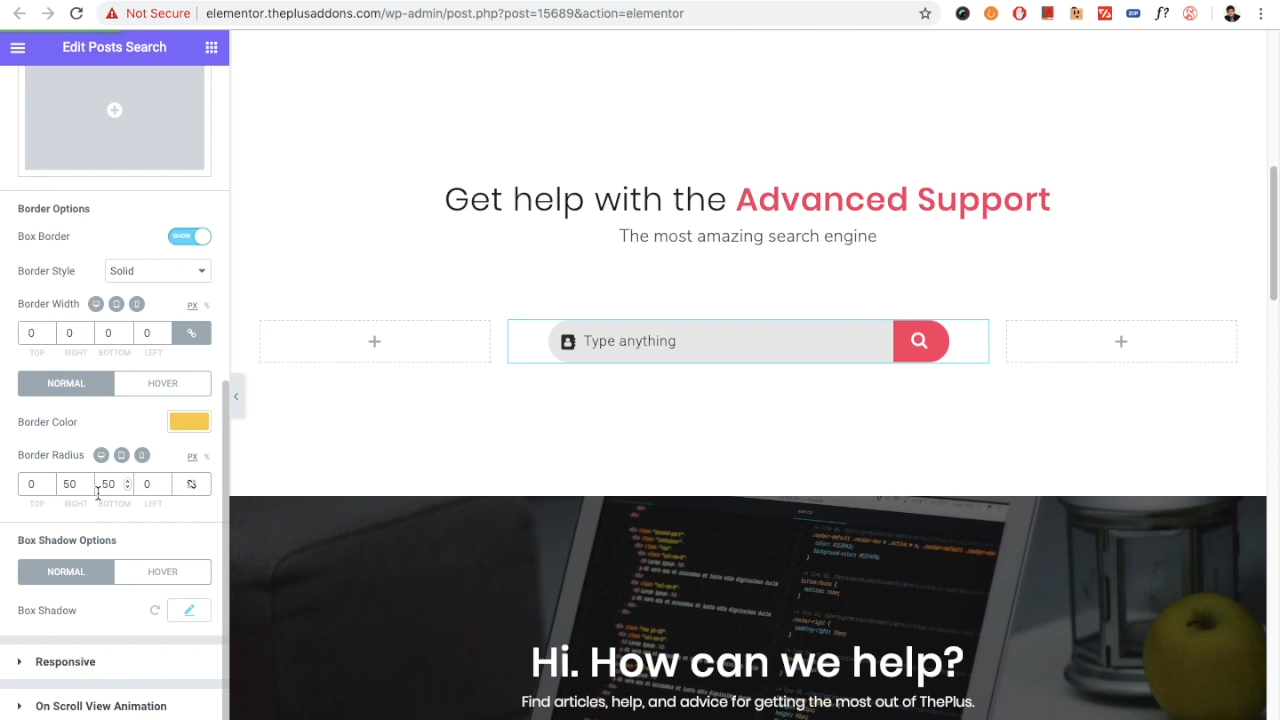 Not Secure
elementor.theplusaddons.com/wp-admin/post.php?post=15689&action=elementor
ZIP
f?
Edit Posts Search
Border Options
Box Border
SHOW
Border Style
Solid
Border Width
PX %
0 0 0 0
TOP RIGHT BOTTOM LEFT
NORMAL HOVER
Border Color
Border Radius
PX %
0 50 50 0
TOP RIGHT BOTTOM LEFT
Box Shadow Options
NORMAL HOVER
Box Shadow
Responsive
On Scroll View Animation
Get help with the Advanced Support
The most amazing search engine
Type anything
Hi. How can we help?
Find articles, help, and advice for getting the most out of ThePlus.